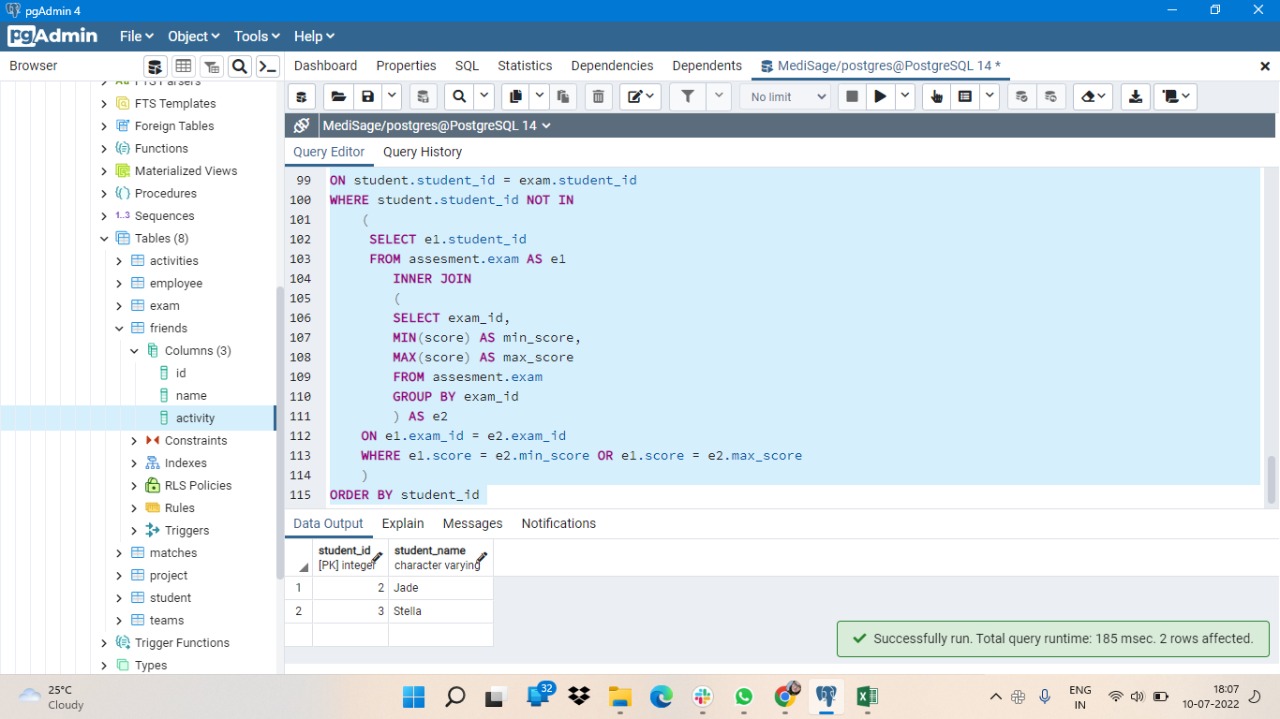 pgAdmin 4
pgAdmin File Object Tools Help
Browser
Dashboard Properties SQL Statistics Dependencies Dependents MediSage/postgres@PostgreSQL 14 *
No limit
MediSage/postgres@PostgreSQL 14
Query Editor Query History
FTS Parsers
FTS Templates
Foreign Tables
Functions
Materialized Views
Procedures
1..3 Sequences
Tables (8)
activities
employee
exam
friends
Columns (3)
id
name
activity
Constraints
Indexes
RLS Policies
Rules
Triggers
matches
project
student
teams
Trigger Functions
Types
99 ON student.student_id = exam.student_id
100 WHERE student.student_id NOT IN
101 (
102 SELECT e1.student_id
103 FROM assesment.exam AS e1
104 INNER JOIN
105 (
106 SELECT exam_id,
107 MIN(score) AS min_score,
108 MAX(score) AS max_score
109 FROM assesment.exam
110 GROUP BY exam_id
111 ) AS e2
112 ON e1.exam_id = e2.exam_id
113 WHERE e1.score = e2.min_score OR e1.score = e2.max_score
114 )
115 ORDER BY student_id
Data Output Explain Messages Notifications
student_id student_name
[PK] integer character varying
1 2 Jade
2 3 Stella
Successfully run. Total query runtime: 185 msec. 2 rows affected.
25°C
Cloudy
32
ENG
IN
18:07
10-07-2022